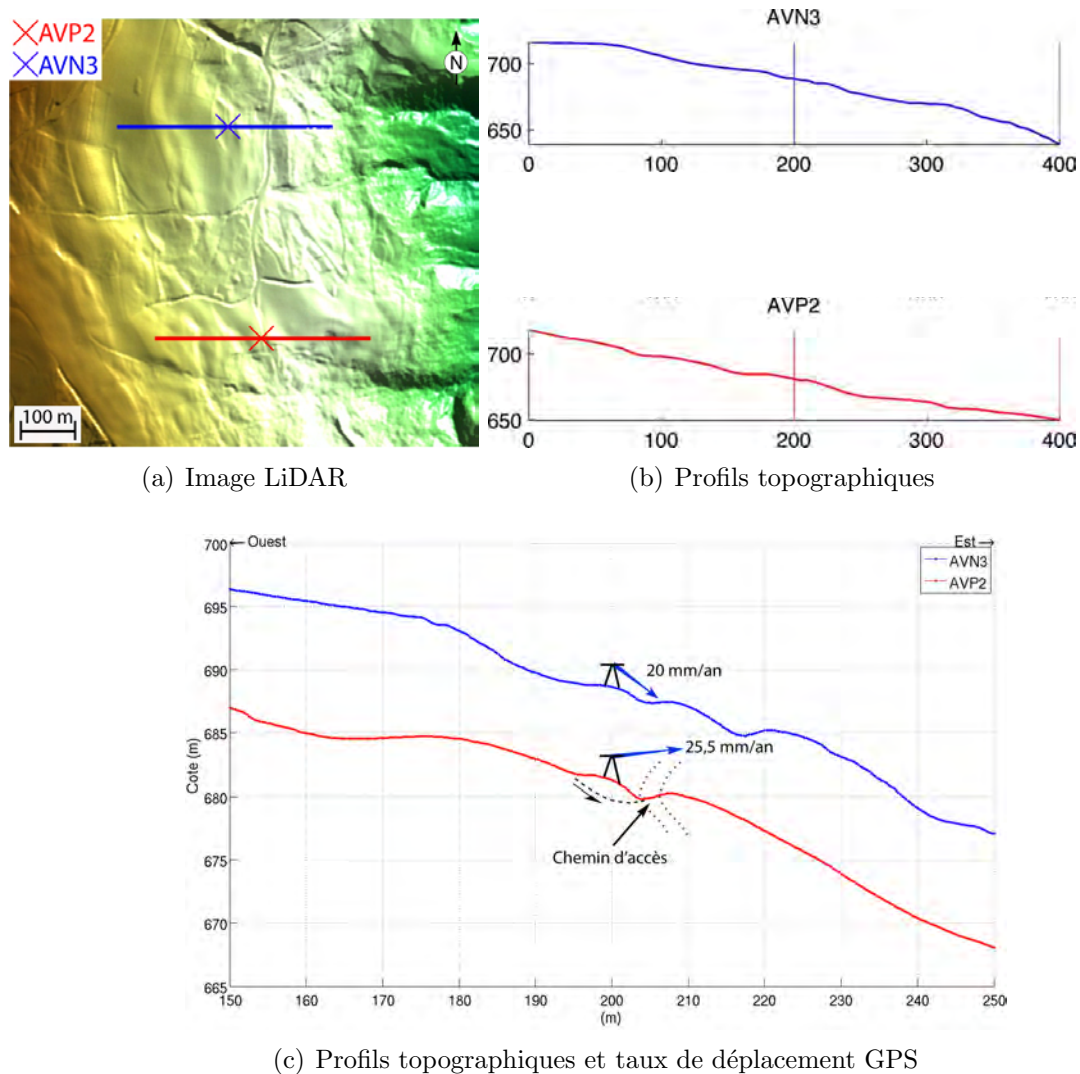 AVP2
AVN3
N
100 m
(a) Image LiDAR
AVN3
700
650
0 100 200 300 400
AVP2
700
650
0 100 200 300 400
(b) Profils topographiques
← Ouest
Est →
AVN3
AVP2
20 mm/an
25,5 mm/an
Chemin d'accès
Cote (m)
700
695
690
685
680
675
670
665
150 160 170 180 190 200 210 220 230 240 250
(m)
(c) Profils topographiques et taux de déplacement GPS